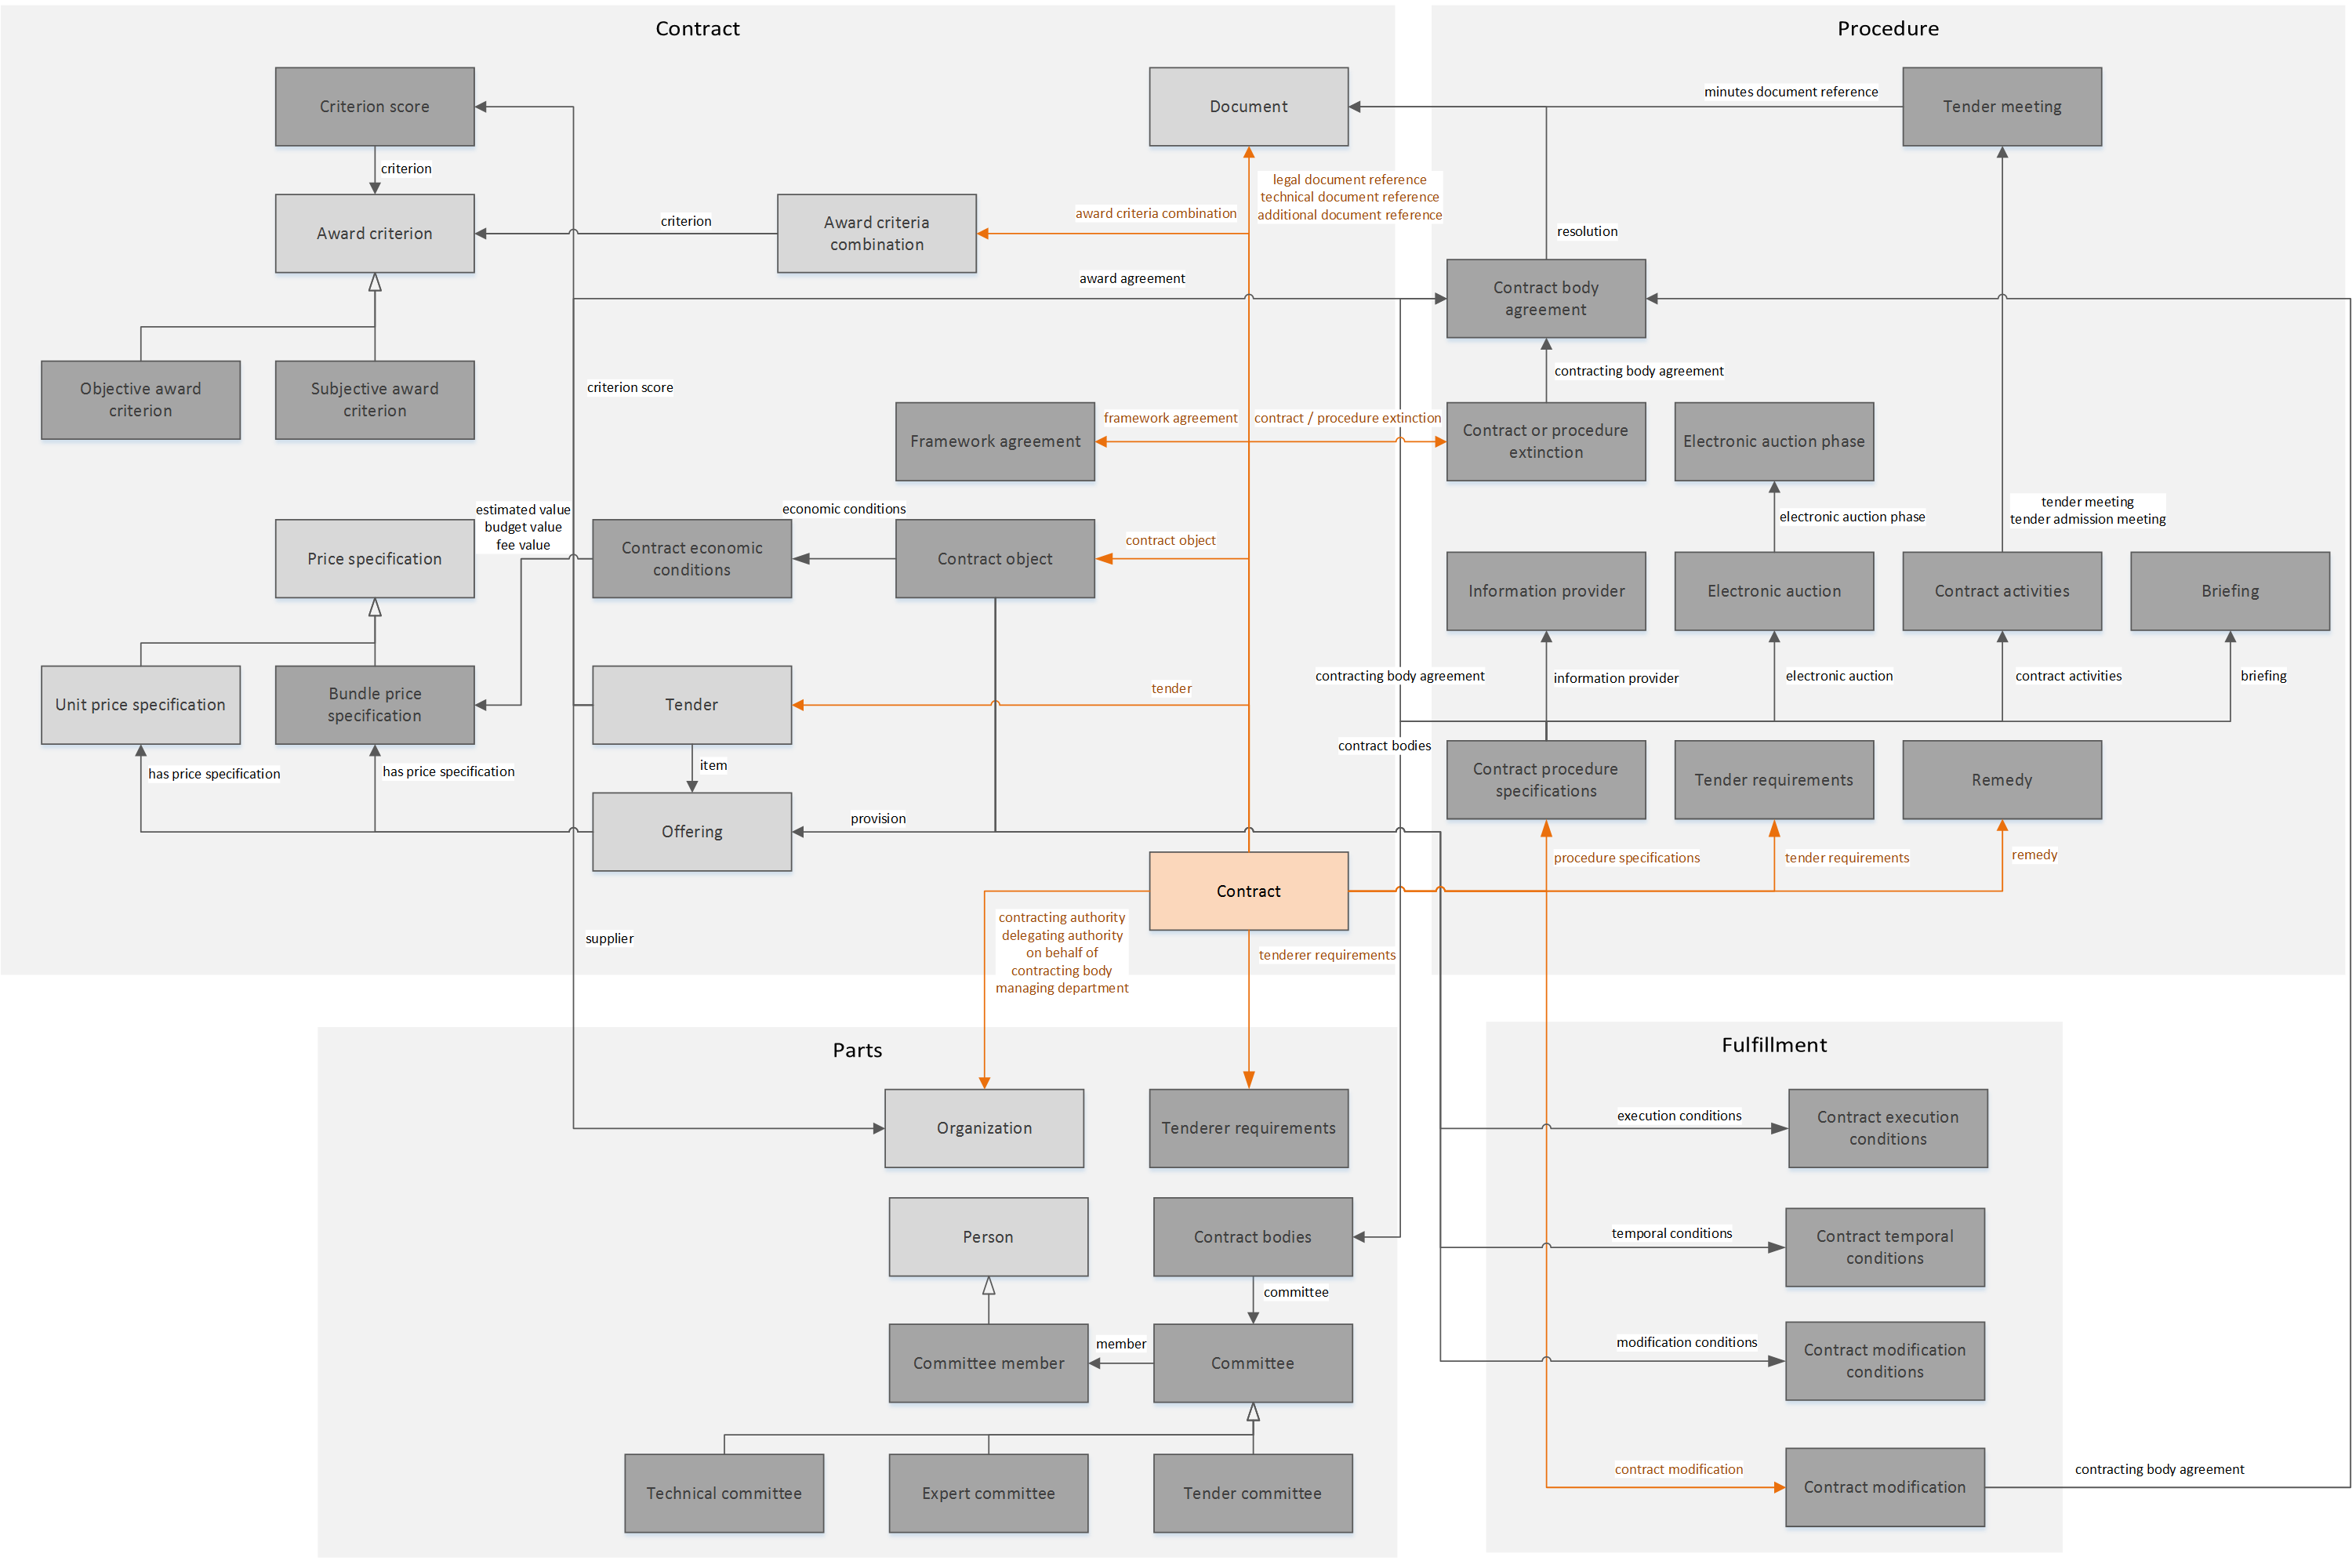 Contract
Procedure
Criterion score
Document
minutes document reference
Tender meeting
criterion
legal document reference
technical document reference
additional document reference
Award criterion
criterion
Award criteria
combination
award criteria combination
resolution
award agreement
Contract body
agreement
Objective award
criterion
Subjective award
criterion
criterion score
contracting body agreement
Framework agreement
framework agreement
contract / procedure extinction
Contract or procedure
extinction
Electronic auction phase
estimated value
budget value
fee value
economic conditions
electronic auction phase
tender meeting
tender admission meeting
Price specification
Contract economic
conditions
Contract object
contract object
Information provider
Electronic auction
Contract activities
Briefing
Unit price specification
Bundle price
specification
Tender
tender
contracting body agreement
information provider
electronic auction
contract activities
briefing
contract bodies
has price specification
has price specification
item
Contract procedure
specifications
Tender requirements
Remedy
Offering
provision
procedure specifications
tender requirements
remedy
Contract
contracting authority
delegating authority
on behalf of
contracting body
managing department
supplier
tenderer requirements
Parts
Fulfillment
Organization
Tenderer requirements
execution conditions
Contract execution
conditions
Person
Contract bodies
temporal conditions
Contract temporal
conditions
committee
Committee member
member
Committee
modification conditions
Contract modification
conditions
Technical committee
Expert committee
Tender committee
contract modification
Contract modification
contracting body agreement